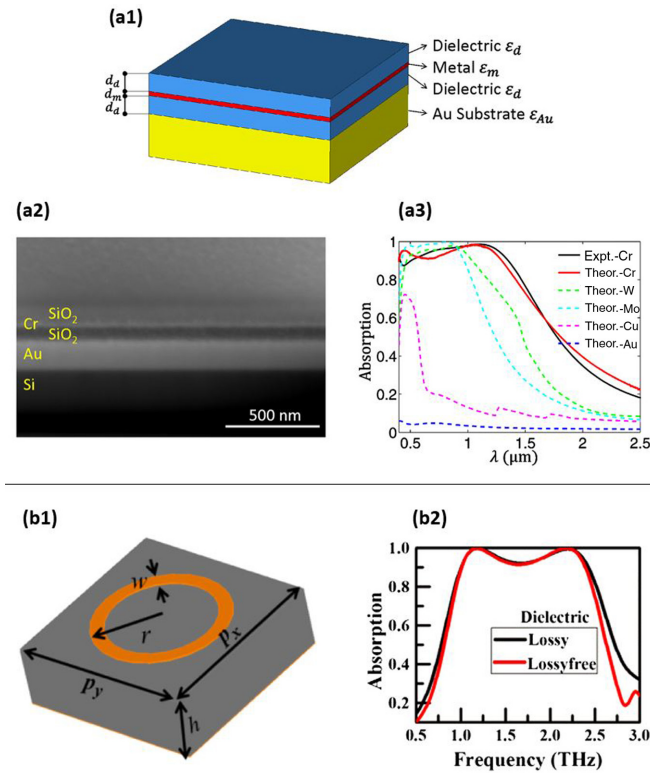 (a1)
Dielectric ε_d
Metal ε_m
Dielectric ε_d
Au Substrate ε_Au
d_d
d_m
d_d
(a2)
SiO₂
Cr
SiO₂
Au
Si
500 nm
(a3)
Absorption
1
0.8
0.6
0.4
0.2
0
Expt.-Cr
Theor.-Cr
Theor-W
Theor-Mo
Theor-Cu
Theor.-Au
0.5 1 1.5 2 2.5
λ (μm)
(b1)
w
r
p_x
p_y
h
(b2)
Absorption
1.0
0.8
0.6
0.4
0.2
Dielectric
Lossy
Lossyfree
0.5 1.0 1.5 2.0 2.5 3.0
Frequency (THz)